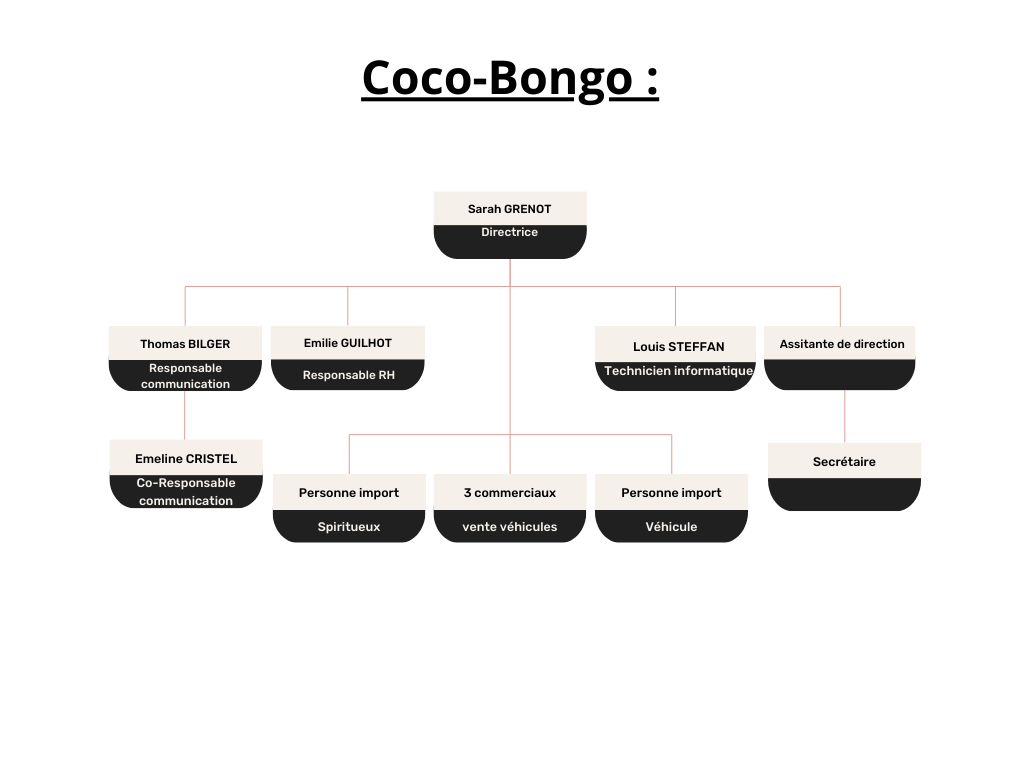 Coco-Bongo :
Sarah GRENOT
Directrice
Thomas BILGER
Responsable
communication
Emilie GUILHOT
Responsable RH
Louis STEFFAN
Technicien informatique
Assitante de direction
Emeline CRISTEL
Co-Responsable
communication
Personne import
Spiritueux
3 commerciaux
vente véhicules
Personne import
Véhicule
Secrétaire